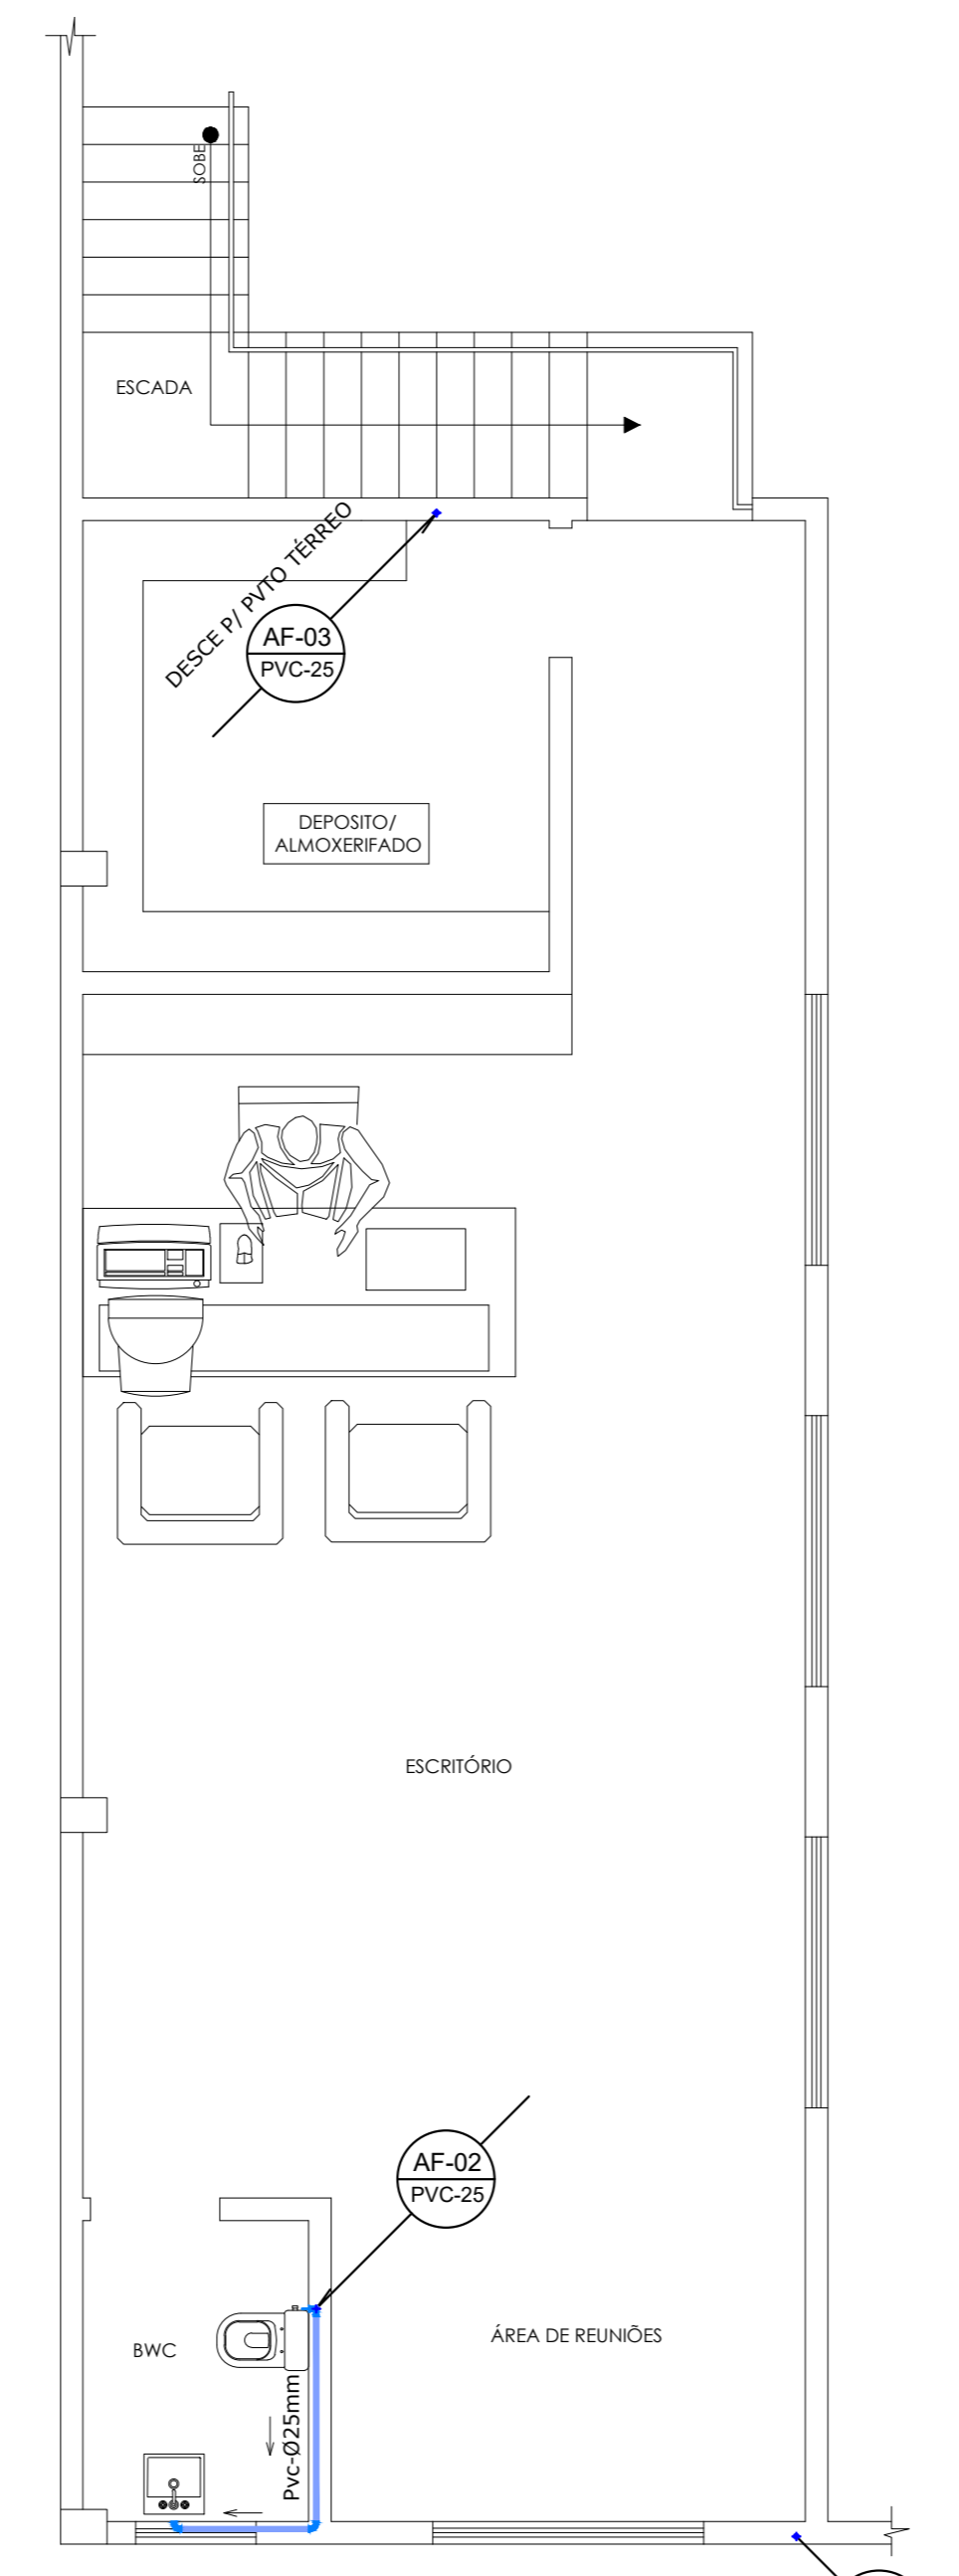 SOBE
ESCADA
DESCE P/ PVTO TÉRREO
AF-03
PVC-25
DEPOSITO/
ALMOXERIFADO
ESCRITÓRIO
AF-02
PVC-25
ÁREA DE REUNIÕES
BWC
Pvc-Ø25mm